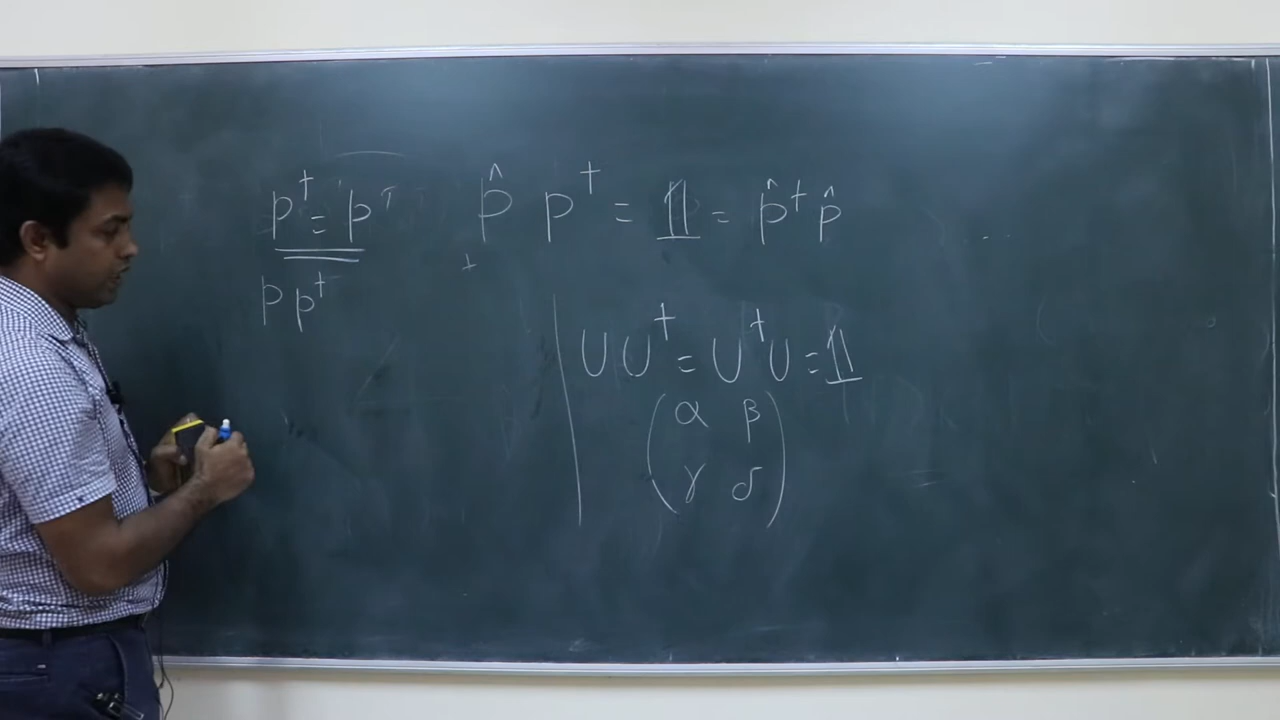 p† = p^T p̂ p† = 𝟙 = p̂† p̂
p p†
U U† = U† U = 𝟙
α β
γ δ